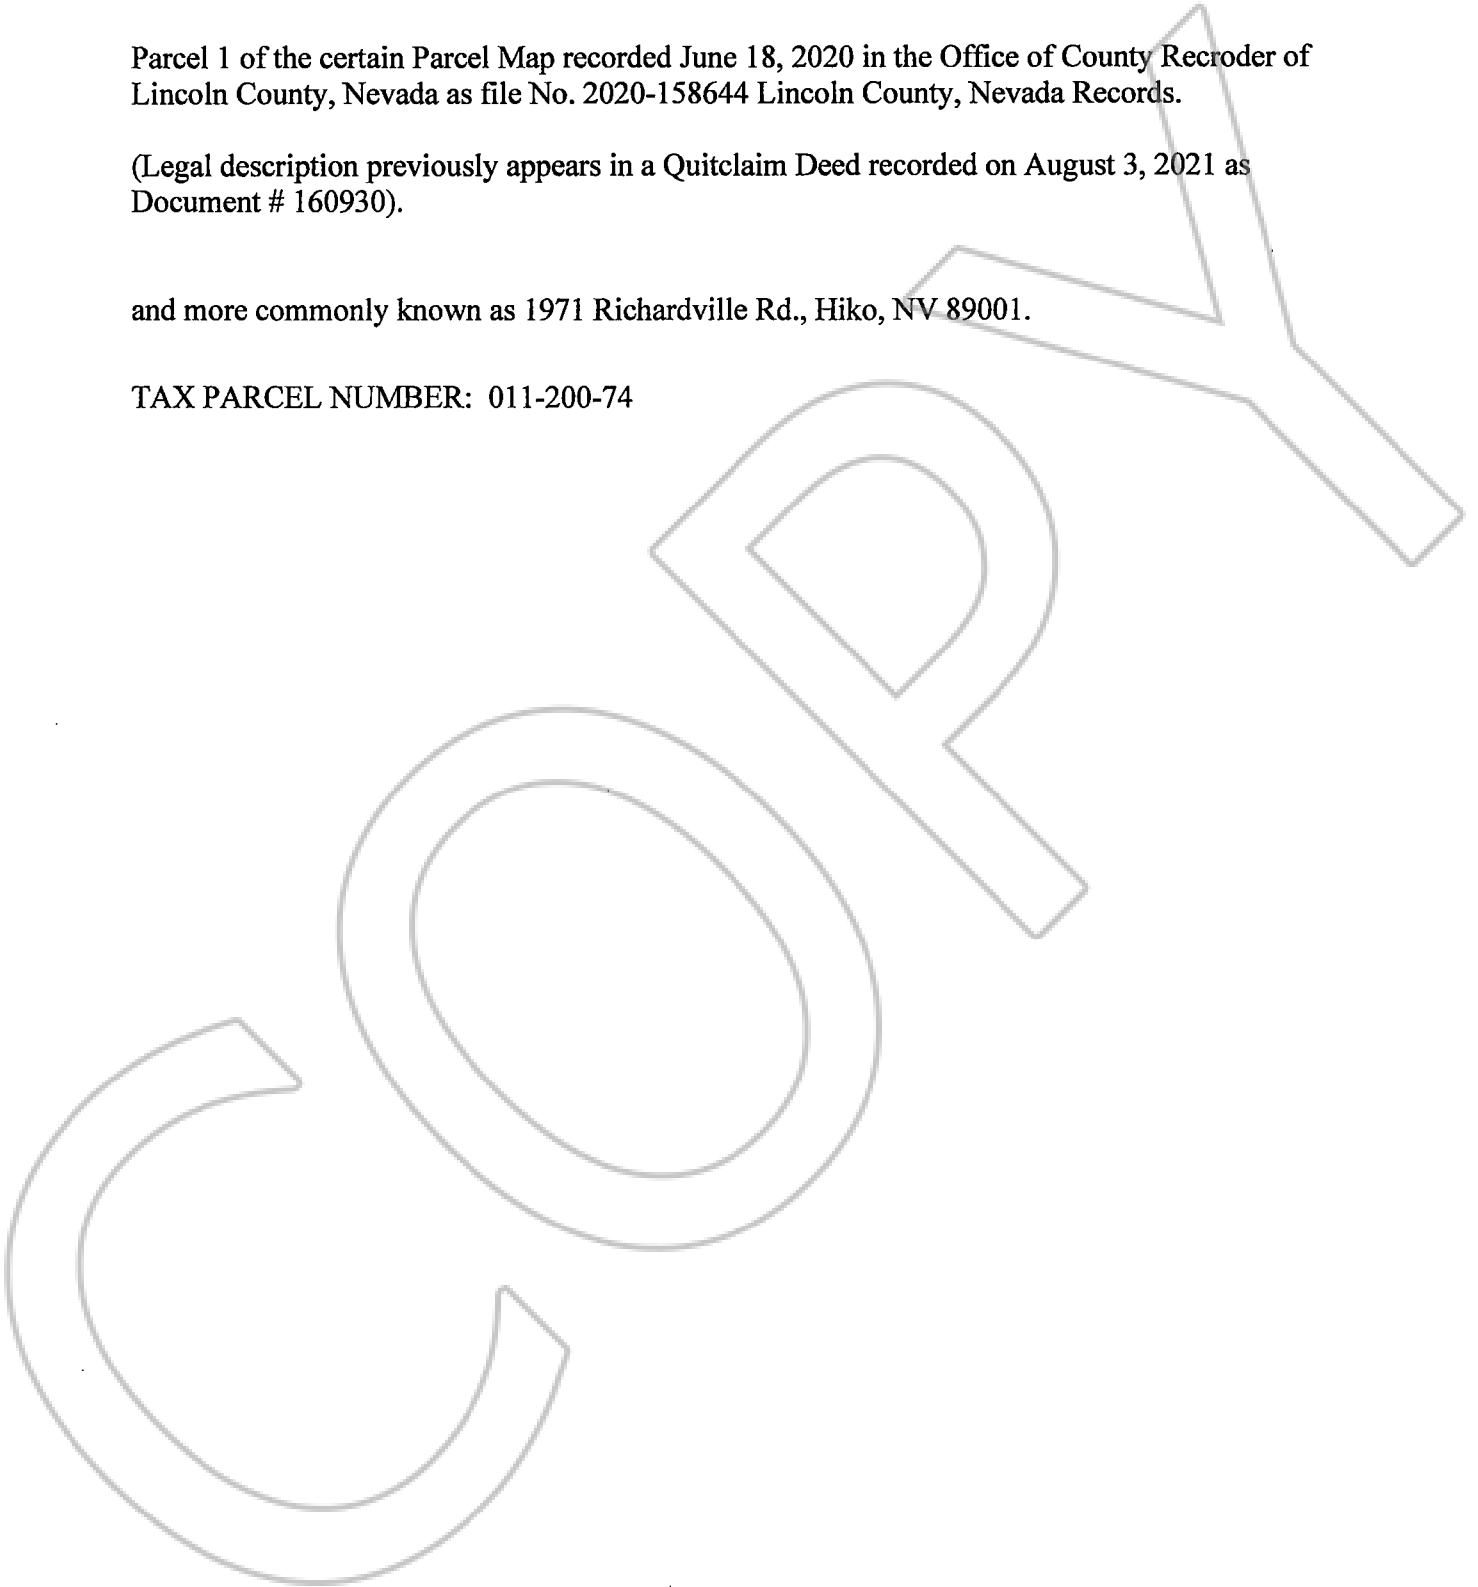 Parcel 1 of the certain Parcel Map recorded June 18, 2020 in the Office of County Recroder of
Lincoln County, Nevada as file No. 2020-158644 Lincoln County, Nevada Records.
(Legal description previously appears in a Quitclaim Deed recorded on August 3, 2021 as
Document # 160930).
and more commonly known as 1971 Richardville Rd., Hiko, NV 89001.
TAX PARCEL NUMBER: 011-200-74
COPY